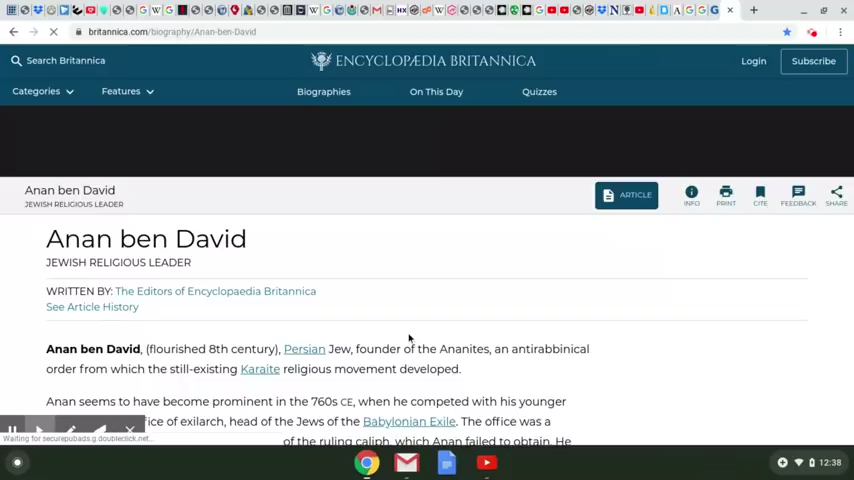 britannica.com/biography/Anan-ben-David
Search Britannica
ENCYCLOPÆDIA BRITANNICA
Login
Subscribe
Categories
Features
Biographies
On This Day
Quizzes
Anan ben David
JEWISH RELIGIOUS LEADER
ARTICLE
INFO
PRINT
CITE
FEEDBACK
SHARE
Anan ben David
JEWISH RELIGIOUS LEADER
WRITTEN BY: The Editors of Encyclopaedia Britannica
See Article History
Anan ben David, (flourished 8th century), Persian Jew, founder of the Ananites, an antirabbinical
order from which the still-existing Karaite religious movement developed.
Anan seems to have become prominent in the 760s CE, when he competed with his younger
fice of exilarch, head of the Jews of the Babylonian Exile. The office was a
Waiting for securepubads.g.doubleclick.net...
of the ruling caliph, which Anan failed to obtain. He
12:38